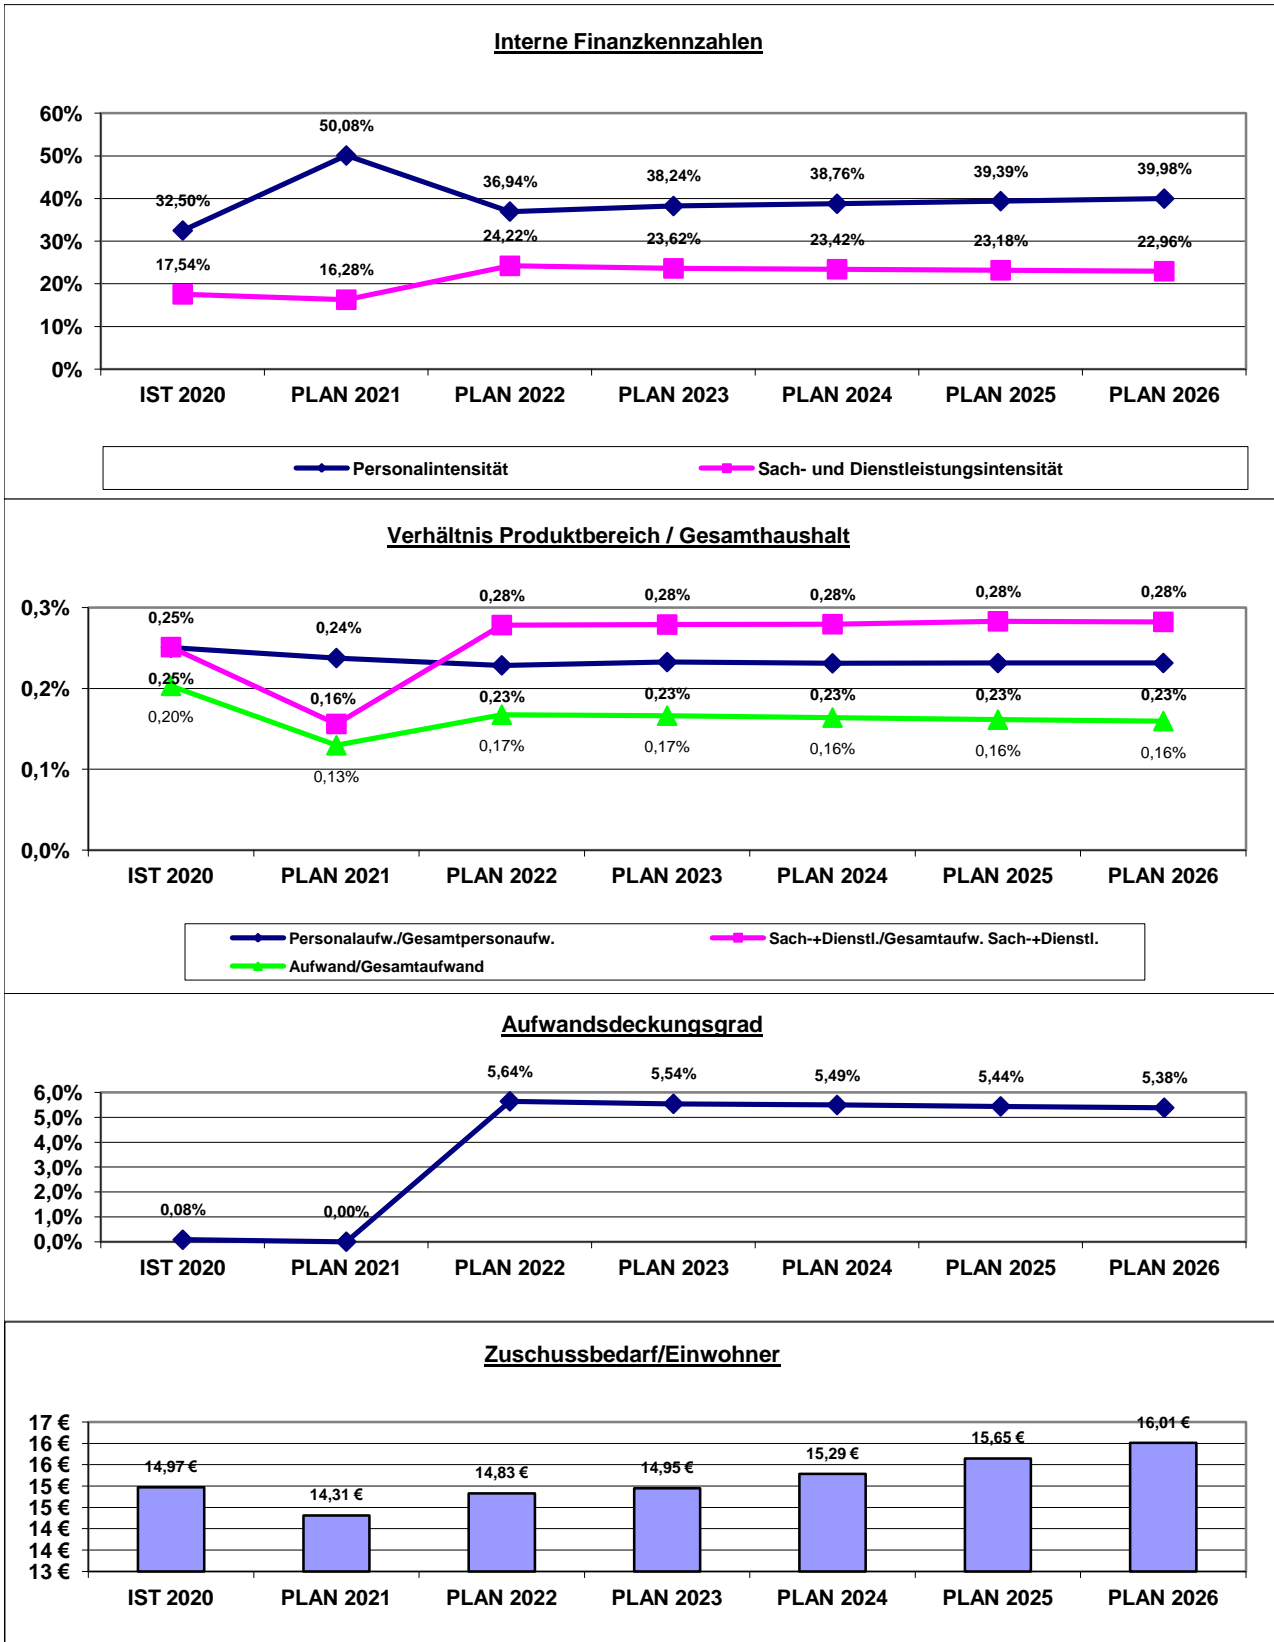 Interne Finanzkennzahlen
60%
50%
40%
30%
20%
10%
0%
50,08%
32,50%
36,94%
38,24%
38,76%
39,39%
39,98%
17,54%
16,28%
24,22%
23,62%
23,42%
23,18%
22,96%
IST 2020 PLAN 2021 PLAN 2022 PLAN 2023 PLAN 2024 PLAN 2025 PLAN 2026
Personalintensität Sach- und Dienstleistungsintensität
Verhältnis Produktbereich / Gesamthaushalt
0,3%
0,2%
0,1%
0,0%
0,25% 0,24% 0,28% 0,28% 0,28% 0,28% 0,28%
0,25% 0,16% 0,23% 0,23% 0,23% 0,23% 0,23%
0,20% 0,13% 0,17% 0,17% 0,16% 0,16% 0,16%
IST 2020 PLAN 2021 PLAN 2022 PLAN 2023 PLAN 2024 PLAN 2025 PLAN 2026
Personalaufw./Gesamtpersonaufw. Sach-+Dienstl./Gesamtaufw. Sach-+Dienstl.
Aufwand/Gesamtaufwand
Aufwandsdeckungsgrad
6,0%
5,0%
4,0%
3,0%
2,0%
1,0%
0,0%
0,08% 0,00% 5,64% 5,54% 5,49% 5,44% 5,38%
IST 2020 PLAN 2021 PLAN 2022 PLAN 2023 PLAN 2024 PLAN 2025 PLAN 2026
Zuschussbedarf/Einwohner
17 €
16 €
16 €
15 €
15 €
14 €
14 €
13 €
14,97 € 14,31 € 14,83 € 14,95 € 15,29 € 15,65 € 16,01 €
IST 2020 PLAN 2021 PLAN 2022 PLAN 2023 PLAN 2024 PLAN 2025 PLAN 2026